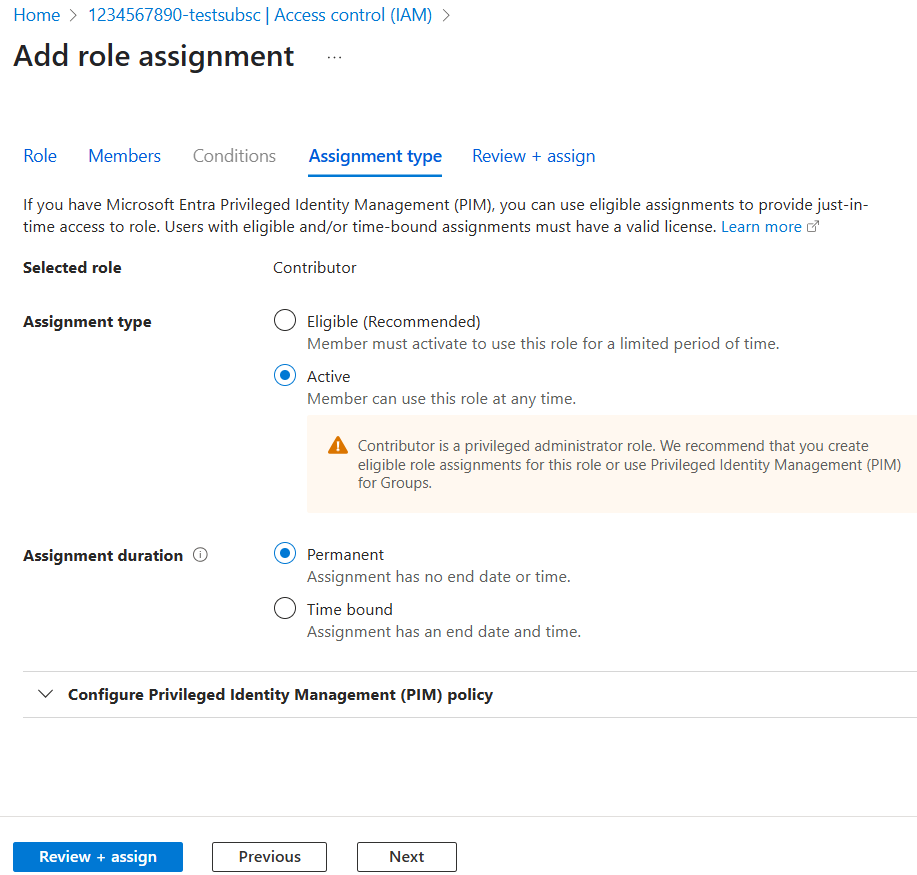 Home > 1234567890-testsubsc | Access control (IAM) >
Add role assignment ...
Role Members Conditions Assignment type Review + assign
If you have Microsoft Entra Privileged Identity Management (PIM), you can use eligible assignments to provide just-in-
time access to role. Users with eligible and/or time-bound assignments must have a valid license. Learn more
Selected role Contributor
Assignment type Eligible (Recommended)
Member must activate to use this role for a limited period of time.
Active
Member can use this role at any time.
Contributor is a privileged administrator role. We recommend that you create
eligible role assignments for this role or use Privileged Identity Management (PIM)
for Groups.
Assignment duration Permanent
Assignment has no end date or time.
Time bound
Assignment has an end date and time.
Configure Privileged Identity Management (PIM) policy
Review + assign Previous Next